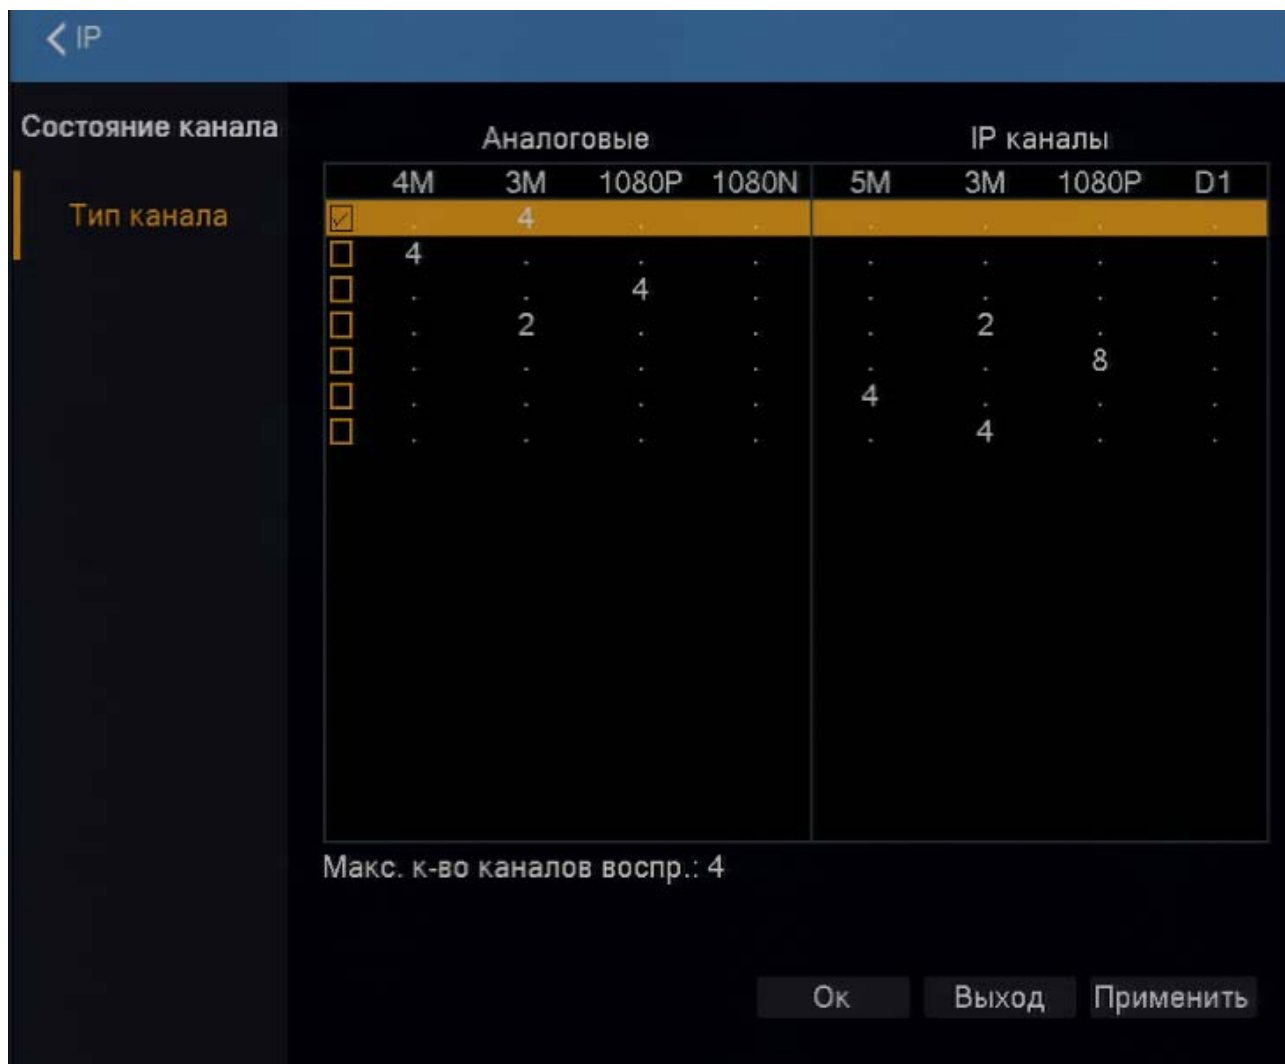 IP
Состояние канала
Тип канала
Аналоговые IP каналы
4M 3M 1080P 1080N 5M 3M 1080P D1
. 4 . . . . . .
4 . . . . . . .
. . 4 . . . . .
. 2 . . . 2 . .
. . . . . . 8 .
. . . . 4 . . .
. . . . . 4 . .
Макс. к-во каналов воспр.: 4
Ок Выход Применить